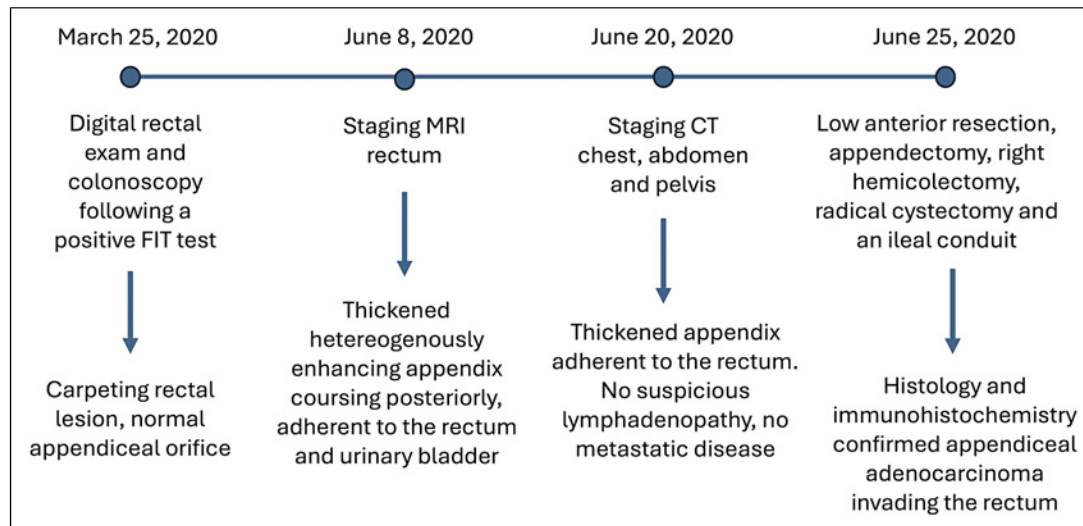 March 25, 2020
Digital rectal
exam and
colonoscopy
following a
positive FIT test
Carpeting rectal
lesion, normal
appendiceal orifice
June 8, 2020
Staging MRI
rectum
Thickened
hetereogenously
enhancing appendix
coursing posteriorly,
adherent to the rectum
and urinary bladder
June 20, 2020
Staging CT
chest, abdomen
and pelvis
Thickened appendix
adherent to the rectum.
No suspicious
lymphadenopathy, no
metastatic disease
June 25, 2020
Low anterior resection,
appendectomy, right
hemicolectomy,
radical cystectomy and
an ileal conduit
Histology and
immunohistochemistry
confirmed appendiceal
adenocarcinoma
invading the rectum